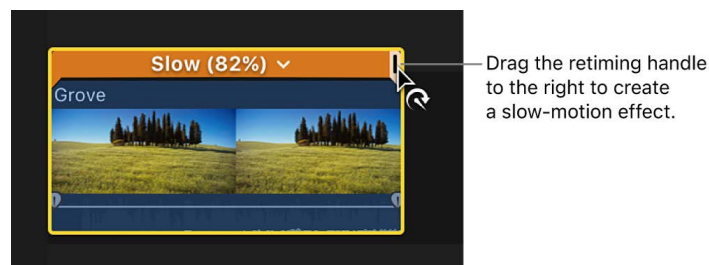 Slow (82%)
Grove
Drag the retiming handle
to the right to create
a slow-motion effect.